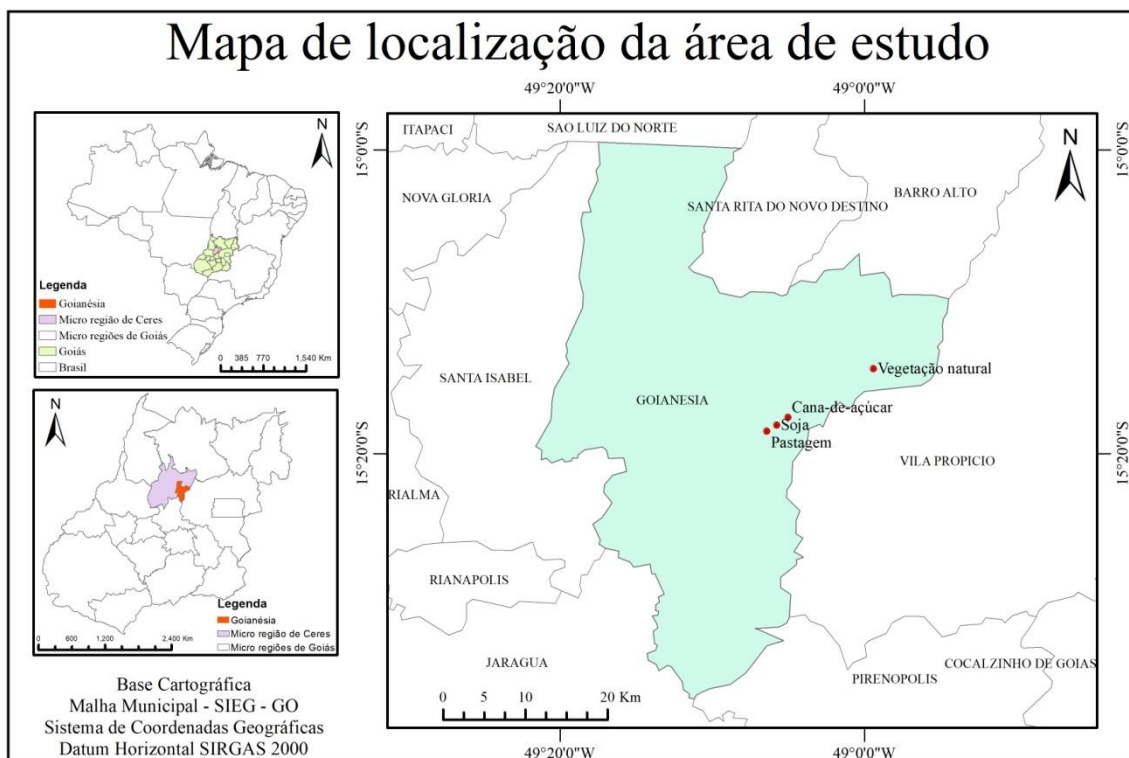 Mapa de localização da área de estudo
N
Legenda
Goianésia
Micro região de Ceres
Micro regiões de Goiás
Goiás
Brasil
0 385 770 1,540 Km
N
Legenda
Goianésia
Micro região de Ceres
Micro regiões de Goiás
0 600 1,200 2,400 Km
Base Cartográfica
Malha Municipal - SIEG - GO
Sistema de Coordenadas Geográficas
Datum Horizontal SIRGAS 2000
49°20'0"W 49°0'0"W
15°0'0"S 15°0'0"S
ITAPACI
SAO LUIZ DO NORTE
N
NOVA GLORIA
SANTA RITA DO NOVO DESTINO
BARRO ALTO
SANTA ISABEL
Vegetação natural
GOIANESIA
Cana-de-açúcar
Soja
Pastagem
VILA PROPICIO
15°20'0"S 15°20'0"S
RIALMA
RIANAPOLIS
JARAGUA
PIRENOPOLIS
COCALZINHO DE GOIAS
0 5 10 20 Km
49°20'0"W 49°0'0"W